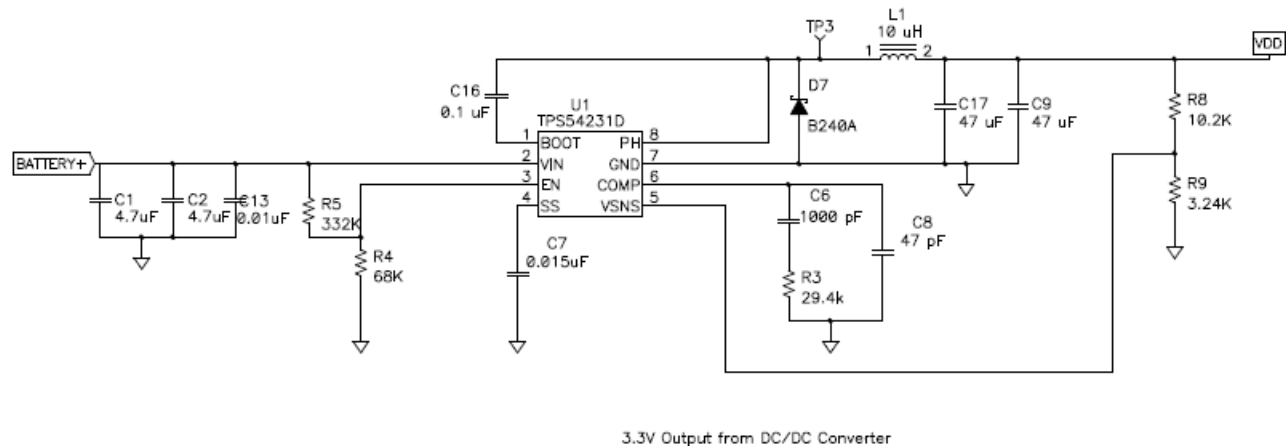 TP3
L1
10 uH
1 2
VDD
C16
0.1 uF
U1
TPS54231D
D7
B240A
C17
47 uF
C9
47 uF
R8
10.2K
BATTERY+
1 BOOT PH 8
2 VIN GND 7
3 EN COMP 6
4 SS VSNS 5
C1
4.7uF
C2
4.7uF
C13
0.01uF
R5
332K
R4
68K
C7
0.015uF
C6
1000 pF
C8
47 pF
R3
29.4k
R9
3.24K
3.3V Output from DC/DC Converter